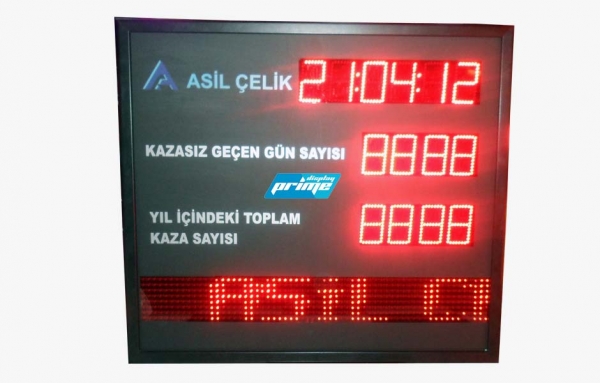 ASİL ÇELİK 21:04:12
KAZASIZ GEÇEN GÜN SAYISI 8888
display
prime
YIL İÇİNDEKİ TOPLAM
KAZA SAYISI 8888
ASİL